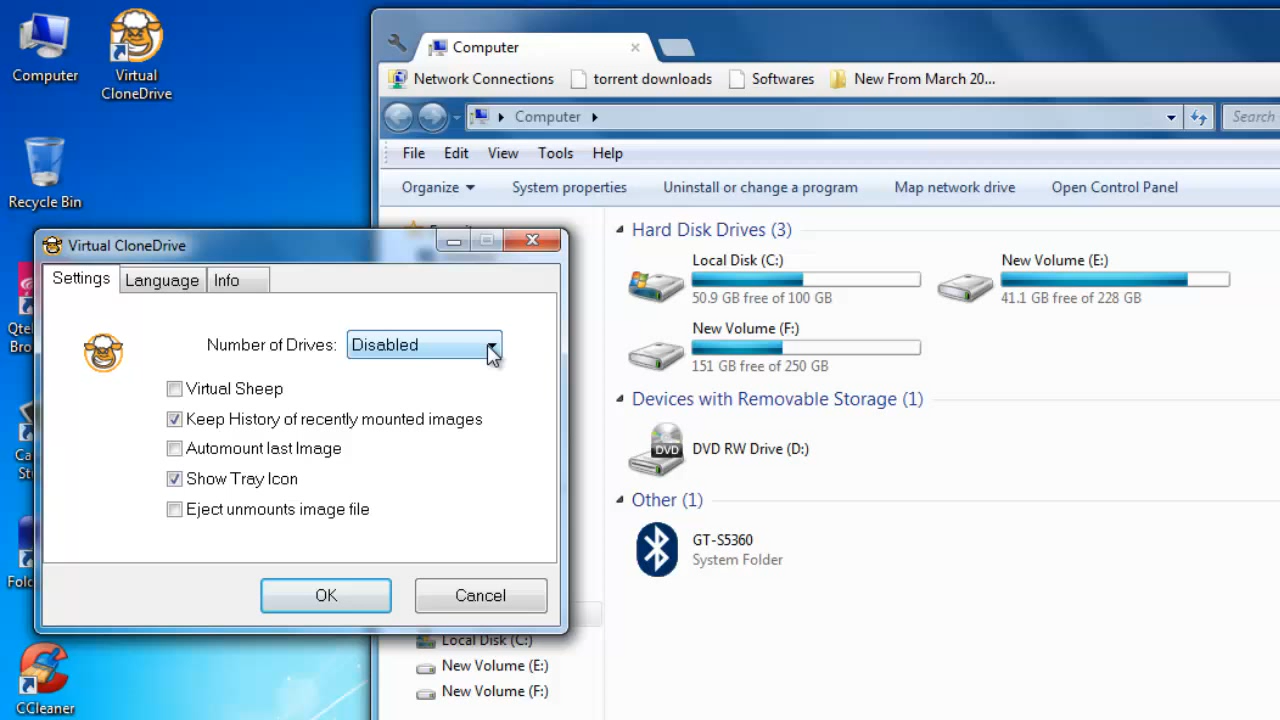 Computer
Virtual
CloneDrive
Recycle Bin
Computer
Network Connections
torrent downloads
Softwares
New From March 20...
Computer
Search
File
Edit
View
Tools
Help
Organize
System properties
Uninstall or change a program
Map network drive
Open Control Panel
Virtual CloneDrive
Settings
Language
Info
Number of Drives:
Disabled
Virtual Sheep
Keep History of recently mounted images
Automount last Image
Show Tray Icon
Eject unmounts image file
OK
Cancel
Hard Disk Drives (3)
Local Disk (C:)
50.9 GB free of 100 GB
New Volume (E:)
41.1 GB free of 228 GB
New Volume (F:)
151 GB free of 250 GB
Devices with Removable Storage (1)
DVD
DVD RW Drive (D:)
Other (1)
GT-S5360
System Folder
Local Disk (C:)
New Volume (E:)
New Volume (F:)
CCleaner